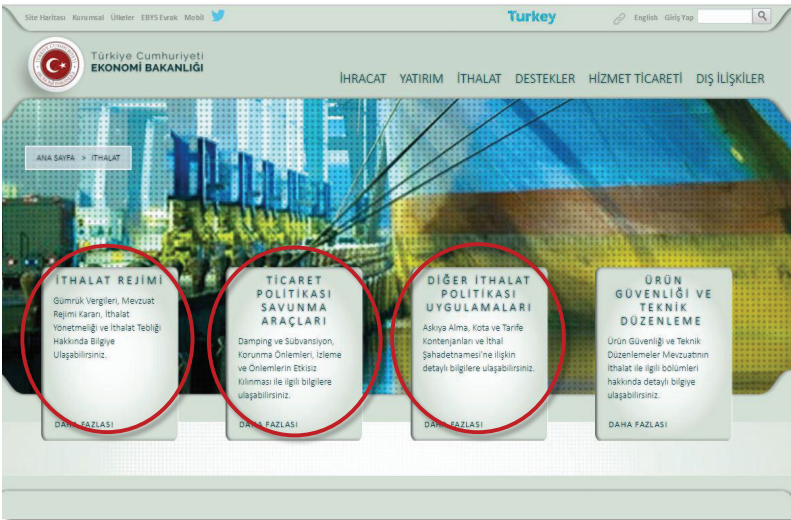 Site Haritası Kurumsal Ülkeler EBYS Evrak Mobil Turkey English Giriş Yap
Türkiye Cumhuriyeti
EKONOMİ BAKANLIĞI
İHRACAT YATIRIM İTHALAT DESTEKLER HİZMET TİCARETİ DIŞ İLİŞKİLER
ANA SAYFA > İTHALAT
İTHALAT REJİMİ
Gümrük Vergileri, Mevzuat
Rejimi Kararı, İthalat
Yönetmeliği ve İthalat Tebliği
Hakkında Bilgiye
Ulaşabilirsiniz.
DAHA FAZLASI
TİCARET
POLİTİKASI
SAVUNMA
ARAÇLARI
Damping ve Sübvansiyon,
Korunma Önlemleri, İzleme
ve Önlemlerin Etkisiz
Kılınması ile ilgili bilgilere
ulaşabilirsiniz.
DAHA FAZLASI
DİĞER İTHALAT
POLİTİKASI
UYGULAMALARI
Askıya Alma, Kota ve Tarife
Kontenjanları ve İthal
Şahadetnamesi'ne ilişkin
detaylı bilgilere ulaşabilirsiniz.
DAHA FAZLASI
ÜRÜN
GÜVENLİĞİ VE
TEKNİK
DÜZENLEME
Ürün Güvenliği ve Teknik
Düzenlemeler Mevzuatının
İthalat ile ilgili bölümleri
hakkında detaylı bilgiye
ulaşabilirsiniz.
DAHA FAZLASI